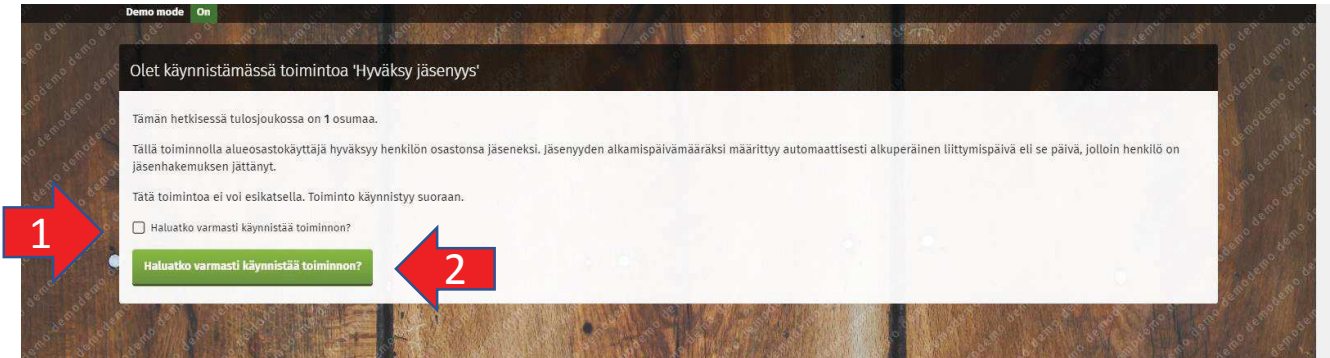 Demo mode On
Olet käynnistämässä toimintoa 'Hyväksy jäsenyys'
Tämän hetkisessä tulosjoukossa on 1 osumaa.
Tällä toiminnolla alueosastokäyttäjä hyväksyy henkilön osastonsa jäseneksi. Jäsenyyden alkamispäivämääräksi määrittyy automaattisesti alkuperäinen liittymispäivä eli se päivä, jolloin henkilö on
jäsenhakemuksen jättänyt.
Tätä toimintoa ei voi esikatsella. Toiminto käynnistyy suoraan.
1
Haluatko varmasti käynnistää toiminnon?
Haluatko varmasti käynnistää toiminnon?
2